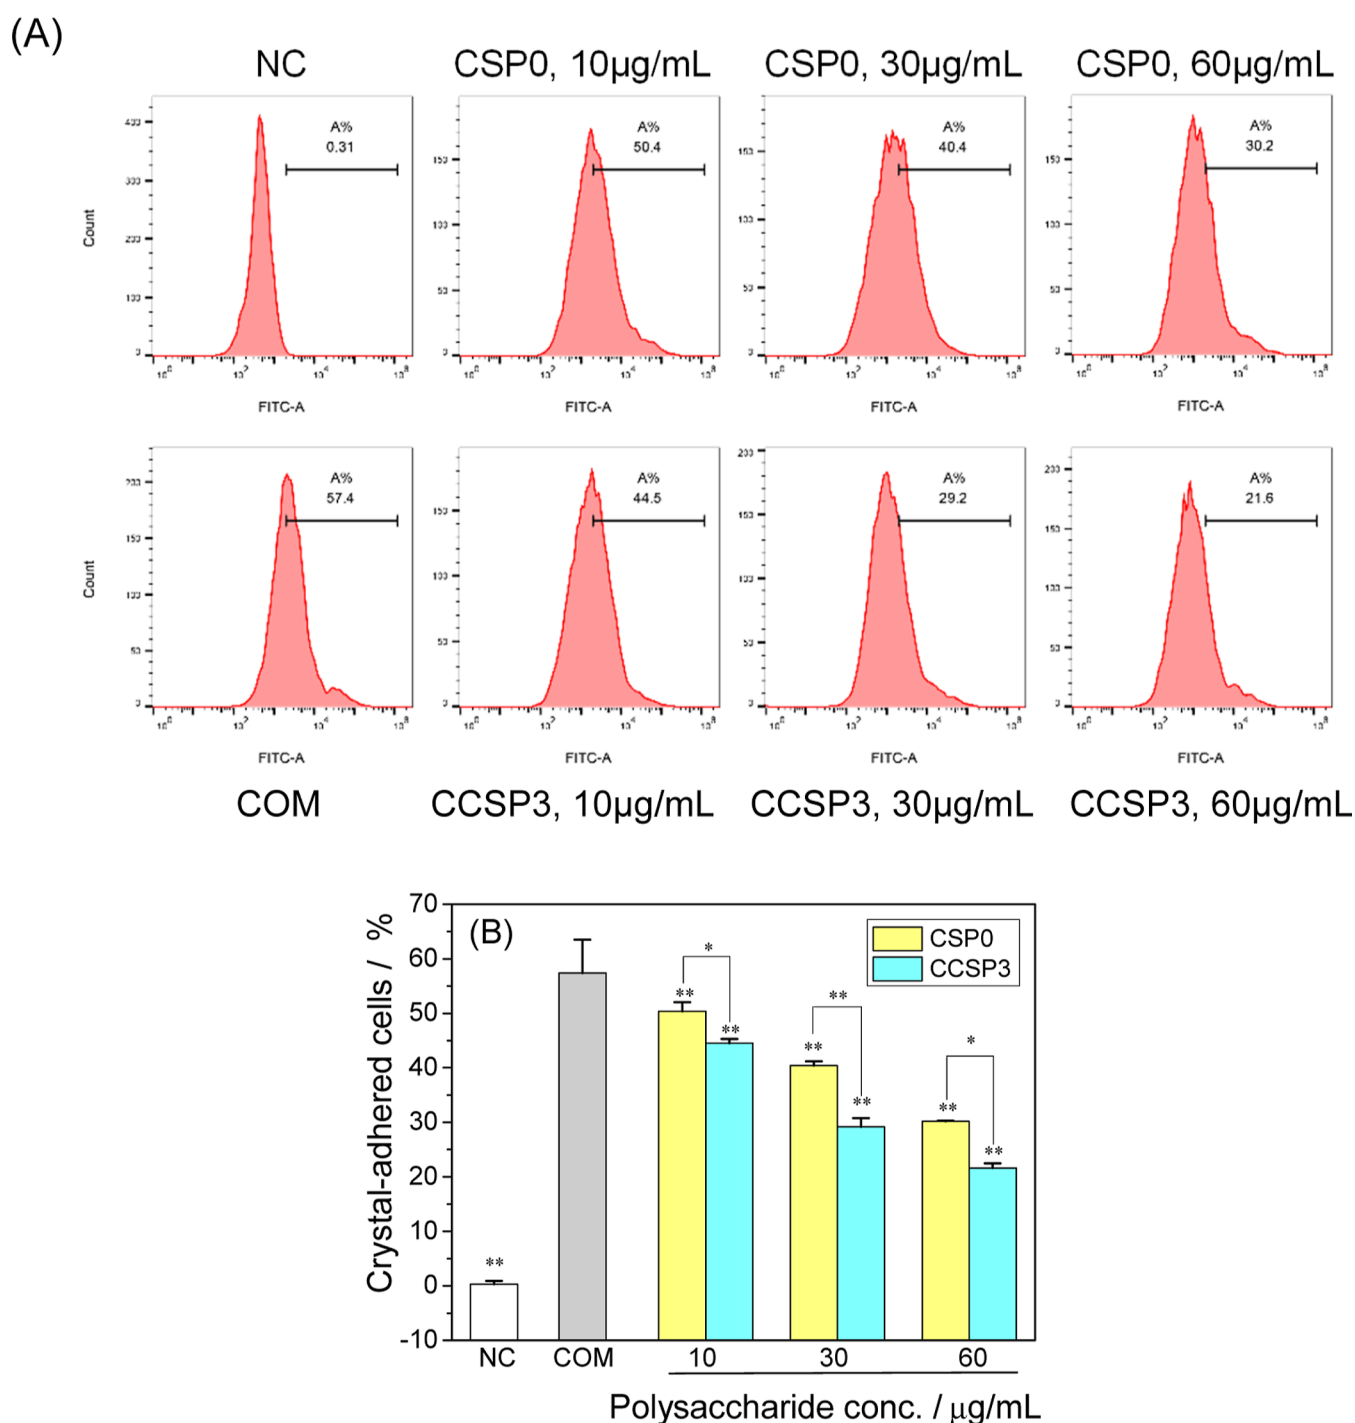 (A)
NC CSP0, 10μg/mL CSP0, 30μg/mL CSP0, 60μg/mL
A% 0.31
A% 50.4
A% 40.4
A% 30.2
Count
FITC-A FITC-A FITC-A FITC-A
A% 57.4
A% 44.5
A% 29.2
A% 21.6
Count
FITC-A FITC-A FITC-A FITC-A
COM CCSP3, 10μg/mL CCSP3, 30μg/mL CCSP3, 60μg/mL
(B)
CSP0
CCSP3
Crystal-adhered cells / %
70
60
50
40
30
20
10
0
-10
** ** ** * ** ** ** ** ** *
NC COM 10 30 60
Polysaccharide conc. / μg/mL